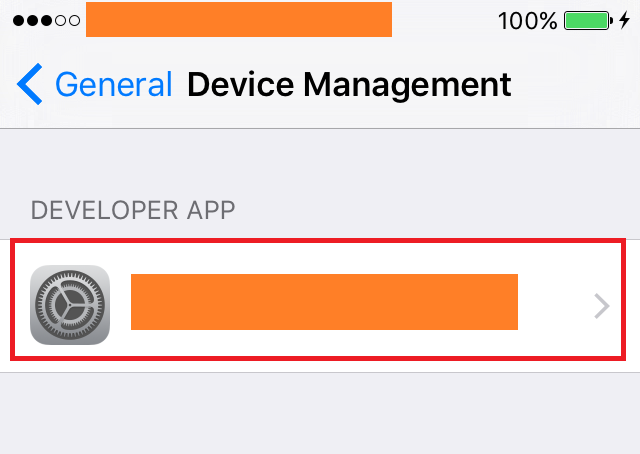 100%
General Device Management
DEVELOPER APP